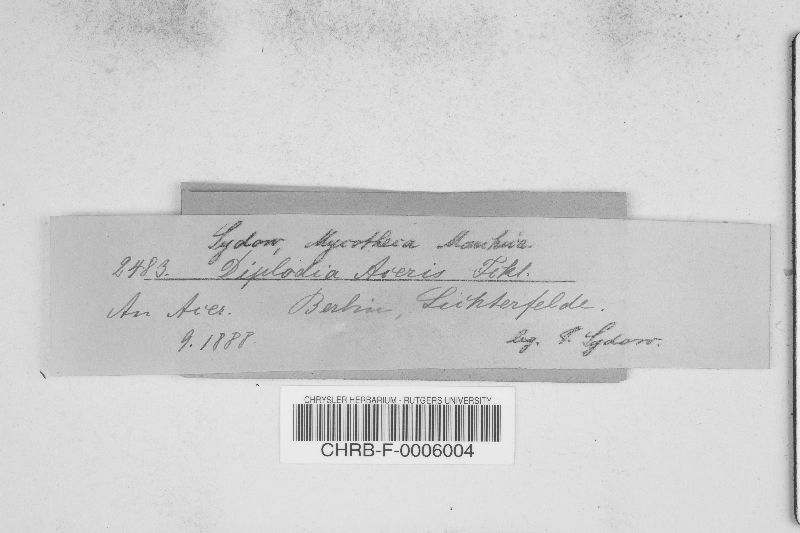 Sydow, Mycotheca Marchica.
2483. Diplodia Aceris Fckl.
An Acer. Berlin, Lichterfelde.
9.1888. leg. P. Sydow.
CHRYSLER HERBARIUM - RUTGERS UNIVERSITY
CHRB-F-0006004